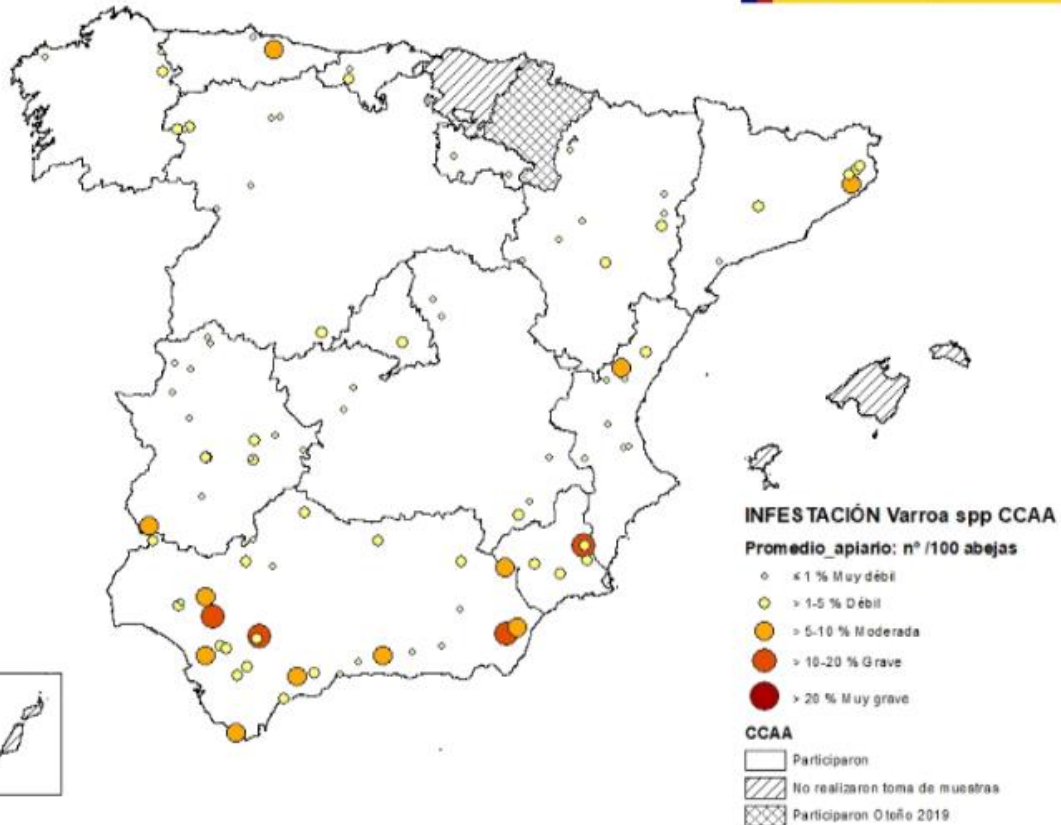 INFESTACIÓN Varroa spp CCAA
Promedio_apiario: nº /100 abejas
≤ 1 % Muy débil
> 1-5 % Débil
> 5-10 % Moderada
> 10-20 % Grave
> 20 % Muy grave
CCAA
Participaron
No realizaron toma de muestras
Participaron Otoño 2019